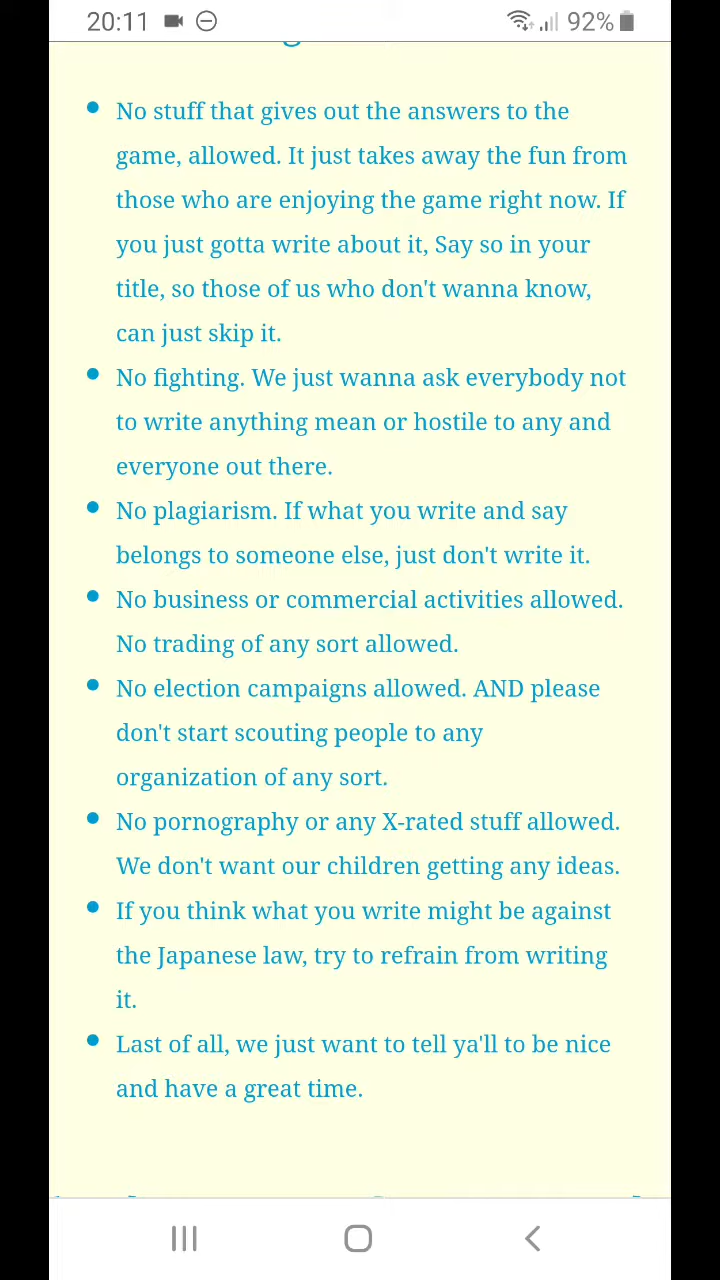 20:11 92%
No stuff that gives out the answers to the
game, allowed. It just takes away the fun from
those who are enjoying the game right now. If
you just gotta write about it, Say so in your
title, so those of us who don't wanna know,
can just skip it.
No fighting. We just wanna ask everybody not
to write anything mean or hostile to any and
everyone out there.
No plagiarism. If what you write and say
belongs to someone else, just don't write it.
No business or commercial activities allowed.
No trading of any sort allowed.
No election campaigns allowed. AND please
don't start scouting people to any
organization of any sort.
No pornography or any X-rated stuff allowed.
We don't want our children getting any ideas.
If you think what you write might be against
the Japanese law, try to refrain from writing
it.
Last of all, we just want to tell ya'll to be nice
and have a great time.